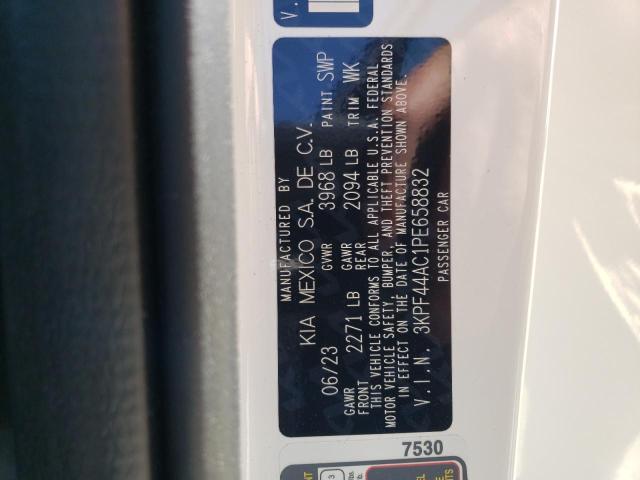 V.
MANUFACTURED BY
KIA MEXICO S.A. DE C.V.
06/23 GVWR 3968 LB PAINT SWP
GAWR FRONT 2271 LB GAWR REAR 2094 LB TRIM WK
THIS VEHICLE CONFORMS TO ALL APPLICABLE U.S.A. FEDERAL
MOTOR VEHICLE SAFETY, BUMPER, AND THEFT PREVENTION STANDARDS
IN EFFECT ON THE DATE OF MANUFACTURE SHOWN ABOVE.
V.I.N. 3KPF44AC1PE658832
PASSENGER CAR
7530